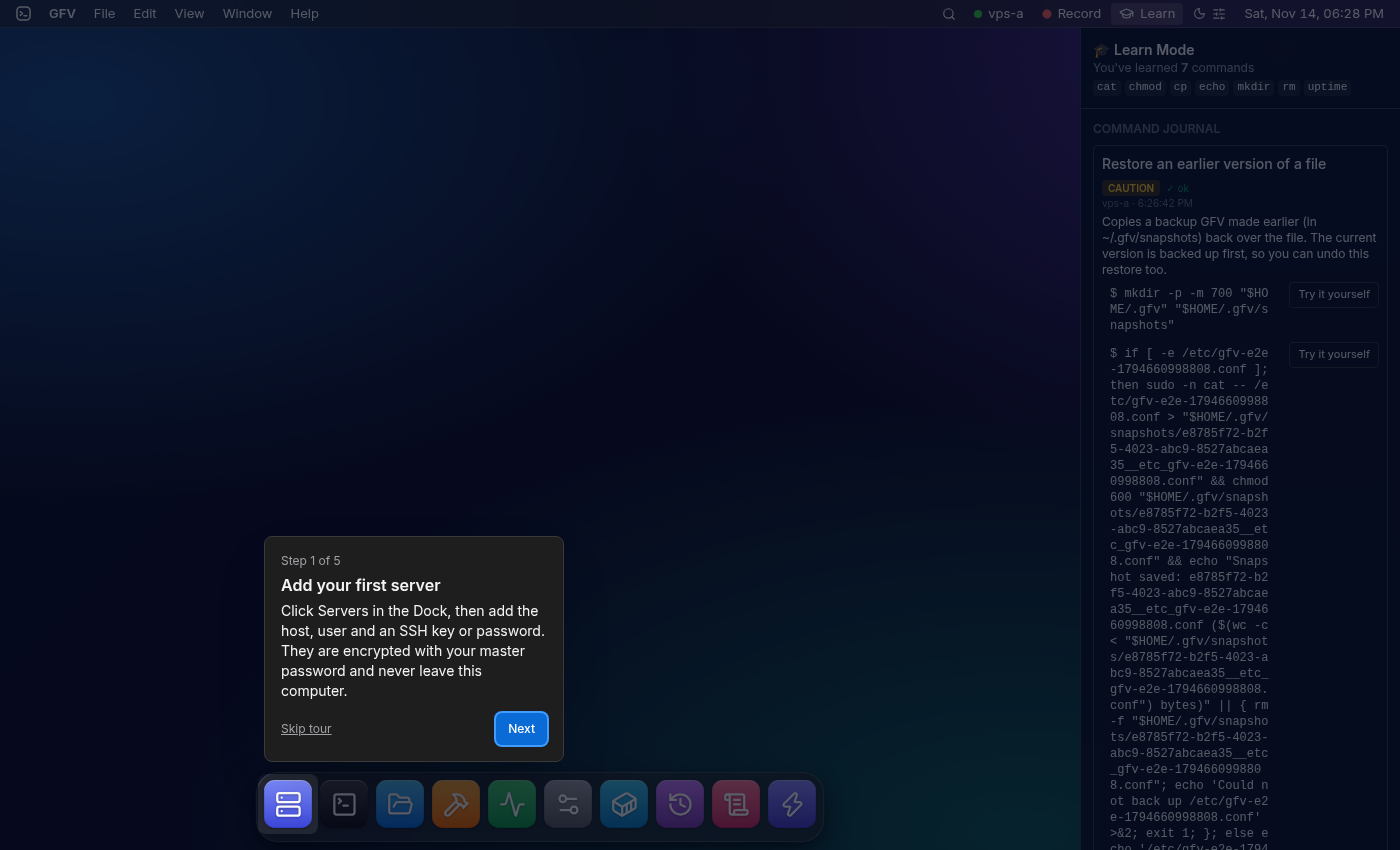 GFV File Edit View Window Help vps-a Record Learn Sat, Nov 14, 06:28 PM
🎓 Learn Mode
You've learned 7 commands
cat chmod cp echo mkdir rm uptime
COMMAND JOURNAL
Restore an earlier version of a file
CAUTION ✓ ok
vps-a · 6:26:42 PM
Copies a backup GFV made earlier (in
~/.gfv/snapshots) back over the file. The current
version is backed up first, so you can undo this
restore too.
$ mkdir -p -m 700 "$HO
ME/.gfv" "$HOME/.gfv/s
napshots"
Try it yourself
$ if [ -e /etc/gfv-e2e
-1794660998808.conf ];
then sudo -n cat -- /e
tc/gfv-e2e-17946609988
08.conf > "$HOME/.gfv/
snapshots/e8785f72-b2f
5-4023-abc9-8527abcaea
35__etc_gfv-e2e-179466
0998808.conf" && chmod
600 "$HOME/.gfv/snapsh
ots/e8785f72-b2f5-4023
-abc9-8527abcaea35__et
c_gfv-e2e-179466099880
8.conf" && echo "Snaps
hot saved: e8785f72-b2
f5-4023-abc9-8527abcae
a35__etc_gfv-e2e-17946
60998808.conf ($(wc -c
< "$HOME/.gfv/snapshot
s/e8785f72-b2f5-4023-a
bc9-8527abcaea35__etc_
gfv-e2e-1794660998808.
conf") bytes)" || { rm
-f "$HOME/.gfv/snapsho
ts/e8785f72-b2f5-4023-
abc9-8527abcaea35__etc
_gfv-e2e-1794660998080
8.conf"; echo 'Could n
ot back up /etc/gfv-e2
e-1794660998808.conf'
>&2; exit 1; }; else e
cho '/etc/gfv-e2e-1794
Try it yourself
Step 1 of 5
Add your first server
Click Servers in the Dock, then add the
host, user and an SSH key or password.
They are encrypted with your master
password and never leave this
computer.
Skip tour Next